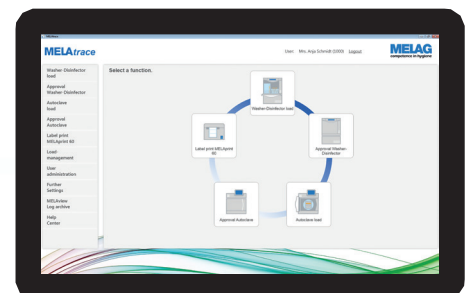 MELAtrace
User: Mrs. Anja Schmidt (1000) Logout
MELAG
competence in hygiene
Select a function.
Washer-Disinfector
load
Approval
Washer-Disinfector
Autoclave
load
Approval
Autoclave
Label print
MELAprint 60
Load
management
User
administration
Further
Settings
MELAview
Log archive
Help
Center
Washer-Disinfector load
Approval Washer-
Disinfector
Autoclave load
Approval Autoclave
Label print MELAprint
60